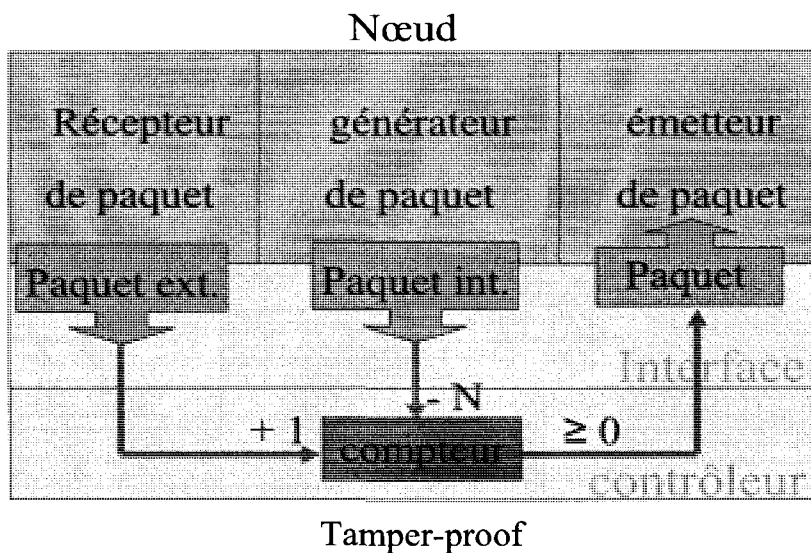 Nœud
Récepteur
de paquet
générateur
de paquet
émetteur
de paquet
Paquet ext.
Paquet int.
Paquet
Interface
+ 1
- N
compteur
≥ 0
contrôleur
Tamper-proof